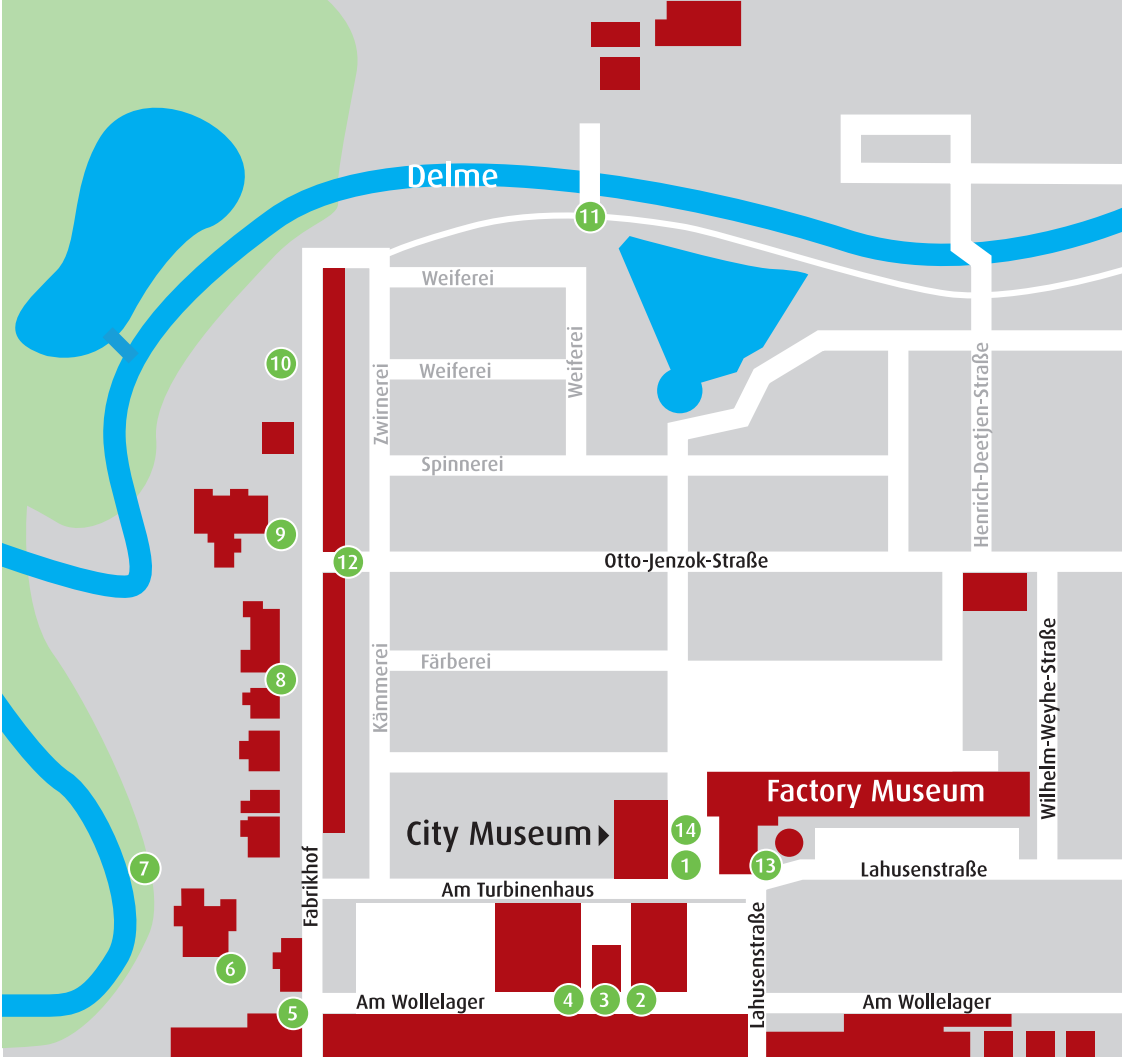 Delme
11
Weiferei
10
Weiferei
Weiferei
Zwirnerei
Henrich-Deetjen-Straße
Spinnerei
9
12
Otto-Jenzok-Straße
Färberei
8
Kämmerei
Wilhelm-Weyhe-Straße
Factory Museum
City Museum
14
1
13
7
Fabrikhof
Am Turbinenhaus
Lahusenstraße
Lahusenstraße
6
5
Am Wollelager
4
3
2
Am Wollelager